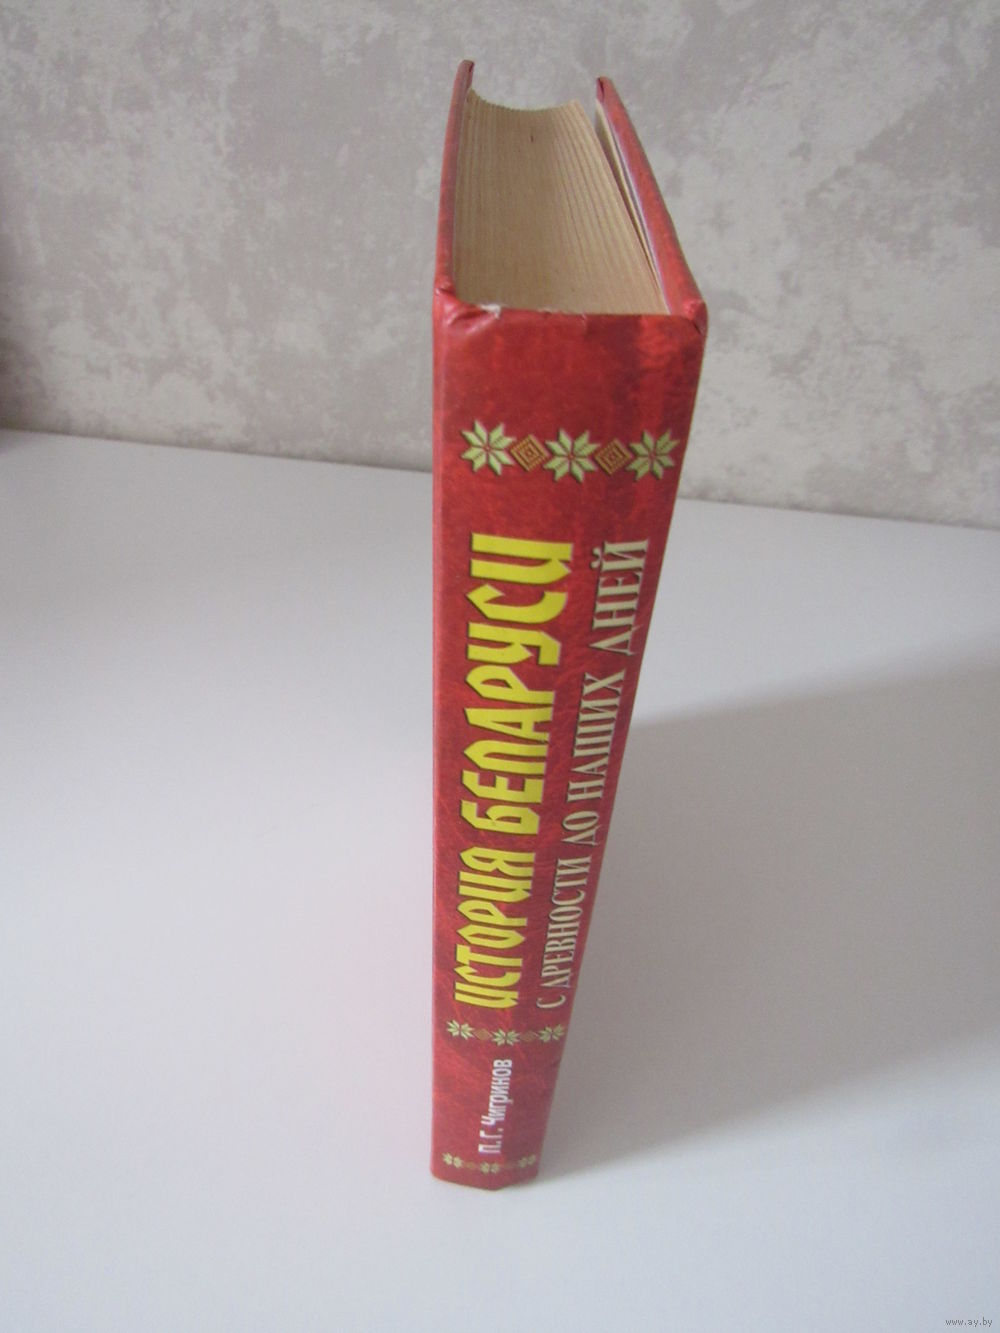 П. Г. Чигринов
ИСТОРИЯ БЕЛАРУСИ
С ДРЕВНОСТИ ДО НАШИХ ДНЕЙ
www.ay.by